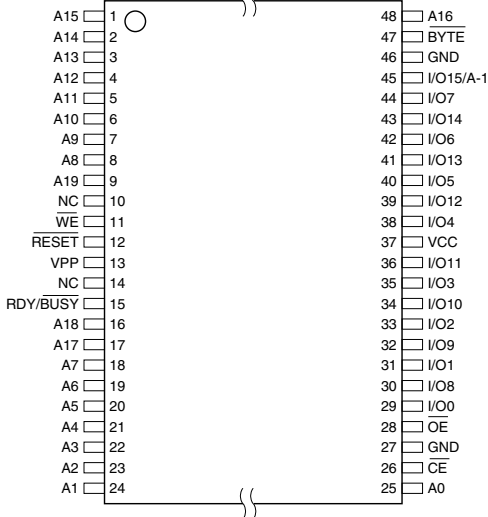 A15 1 48 A16
A14 2 47 BYTE
A13 3 46 GND
A12 4 45 I/O15/A-1
A11 5 44 I/O7
A10 6 43 I/O14
A9 7 42 I/O6
A8 8 41 I/O13
A19 9 40 I/O5
NC 10 39 I/O12
WE 11 38 I/O4
RESET 12 37 VCC
VPP 13 36 I/O11
NC 14 35 I/O3
RDY/BUSY 15 34 I/O10
A18 16 33 I/O2
A17 17 32 I/O9
A7 18 31 I/O1
A6 19 30 I/O8
A5 20 29 I/O0
A4 21 28 OE
A3 22 27 GND
A2 23 26 CE
A1 24 25 A0